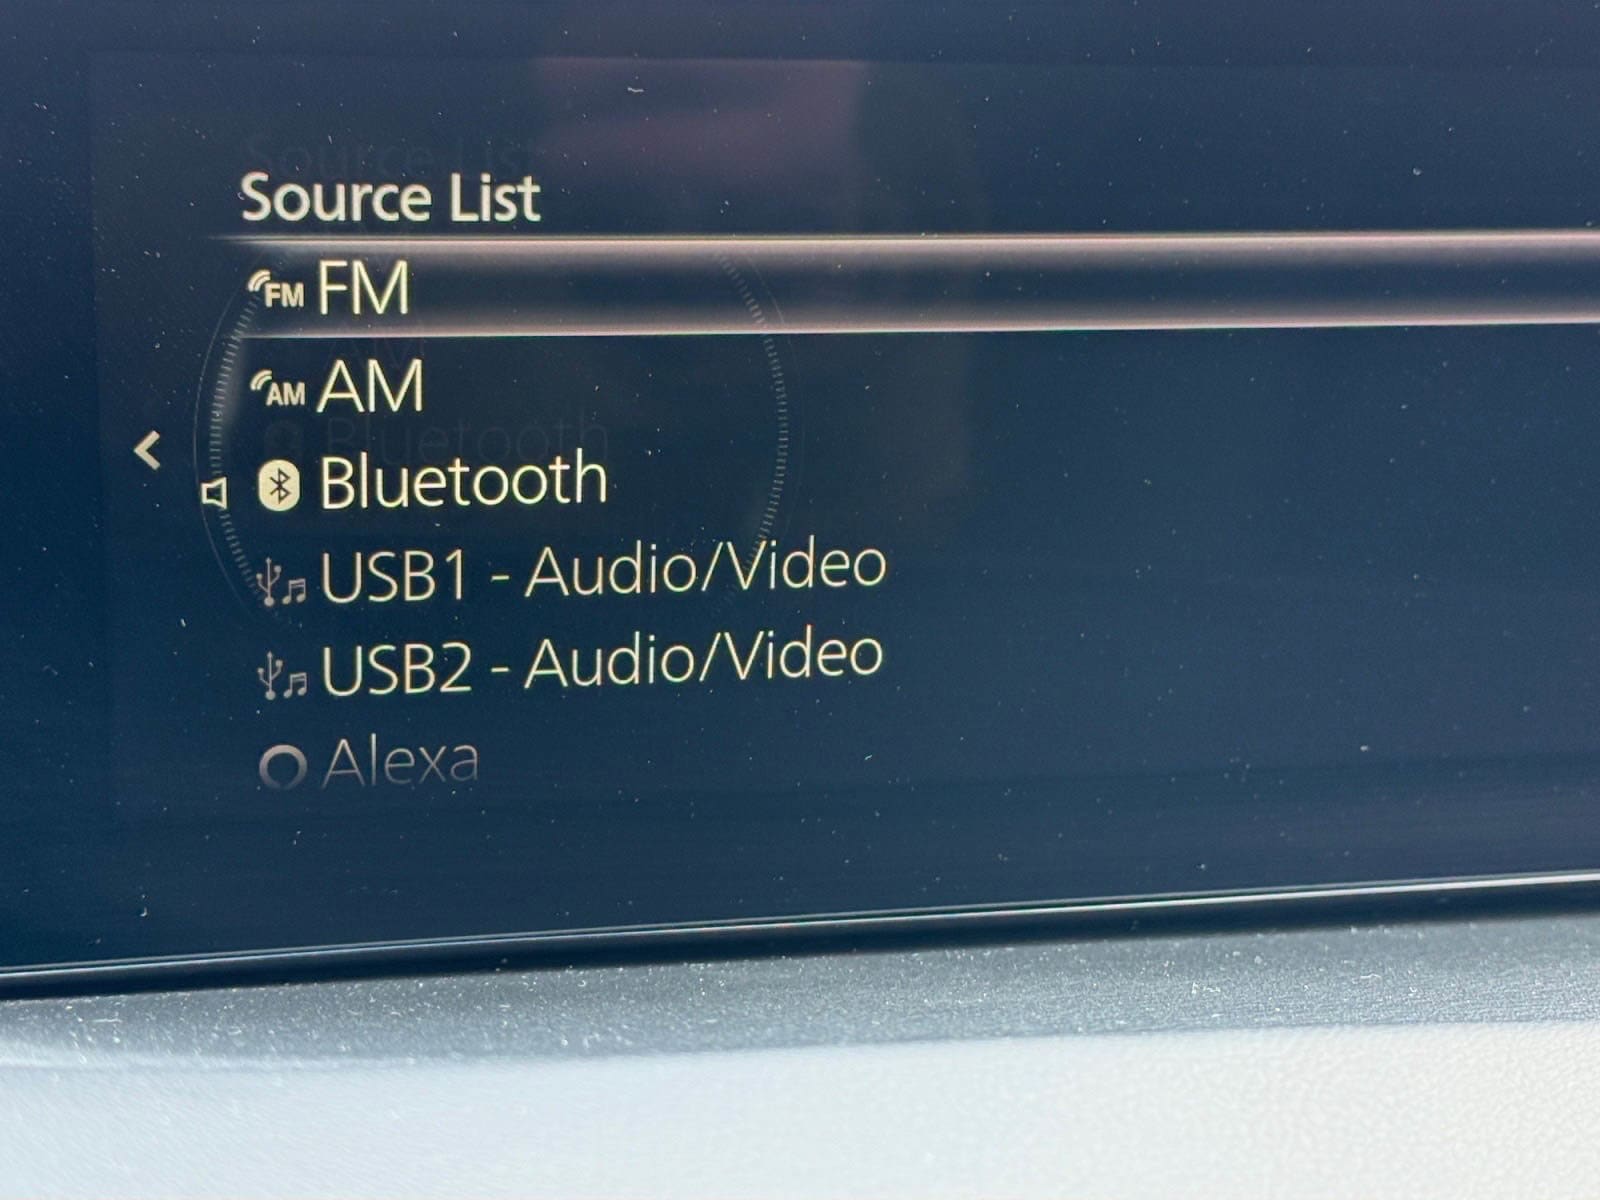 Source List
FM FM
AM AM
Bluetooth
USB1 - Audio/Video
USB2 - Audio/Video
Alexa